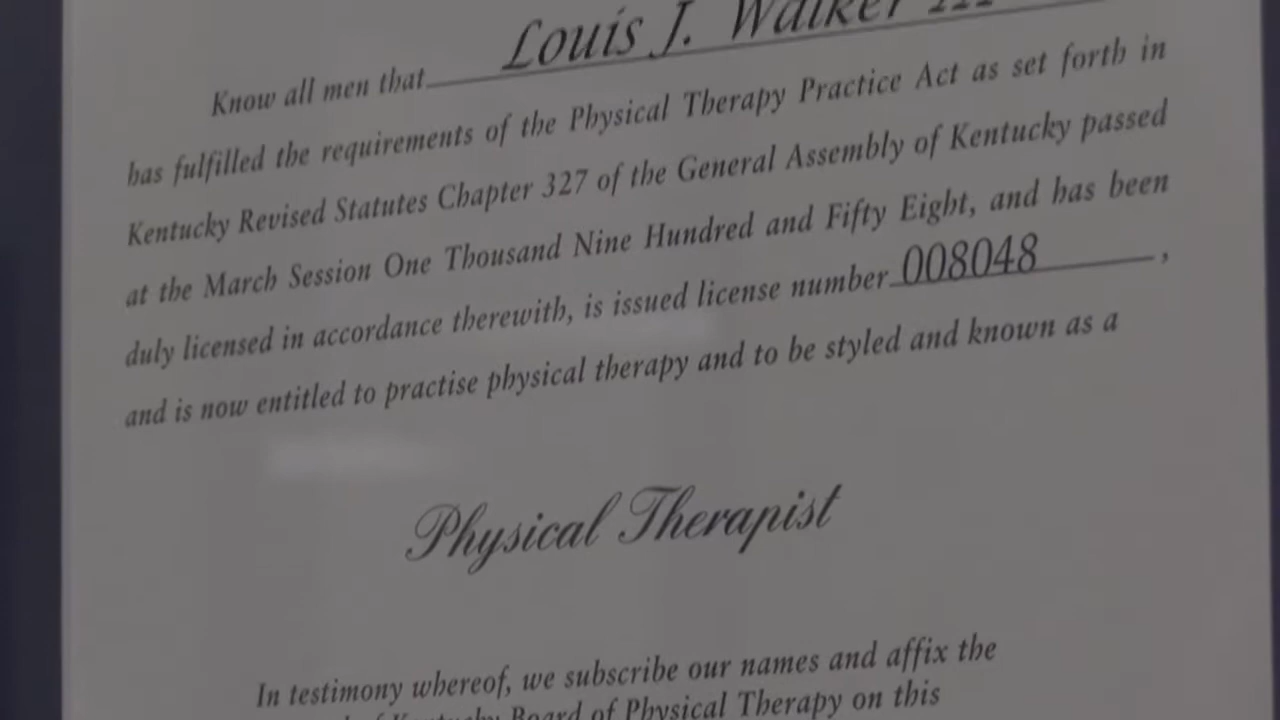 Louis J. Walker III
Know all men that
has fulfilled the requirements of the Physical Therapy Practice Act as set forth in
Kentucky Revised Statutes Chapter 327 of the General Assembly of Kentucky passed
at the March Session One Thousand Nine Hundred and Fifty Eight, and has been
duly licensed in accordance therewith, is issued license number 008048 ,
and is now entitled to practise physical therapy and to be styled and known as a
Physical Therapist
In testimony whereof, we subscribe our names and affix the
of Kentucky Board of Physical Therapy on this